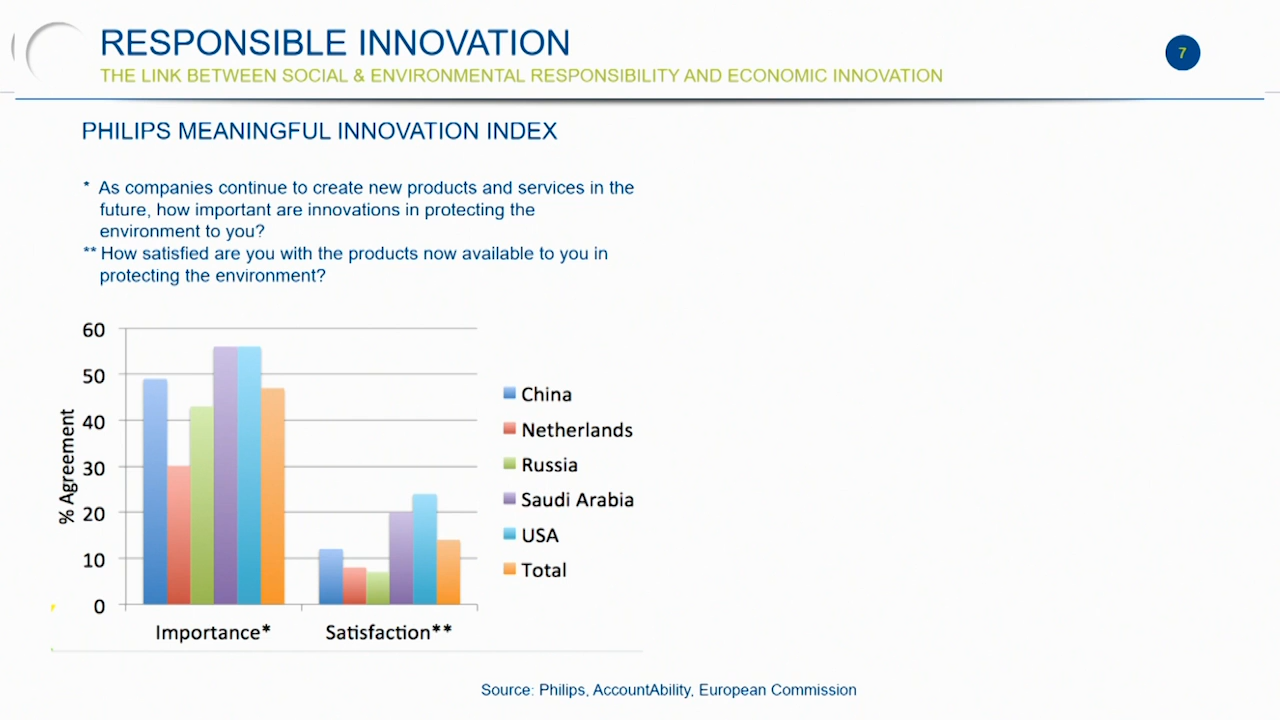 RESPONSIBLE INNOVATION
7
THE LINK BETWEEN SOCIAL & ENVIRONMENTAL RESPONSIBILITY AND ECONOMIC INNOVATION
PHILIPS MEANINGFUL INNOVATION INDEX
* As companies continue to create new products and services in the
future, how important are innovations in protecting the
environment to you?
** How satisfied are you with the products now available to you in
protecting the environment?
60
50
40
30
20
10
0
% Agreement
Importance*
Satisfaction**
China
Netherlands
Russia
Saudi Arabia
USA
Total
Source: Philips, AccountAbility, European Commission